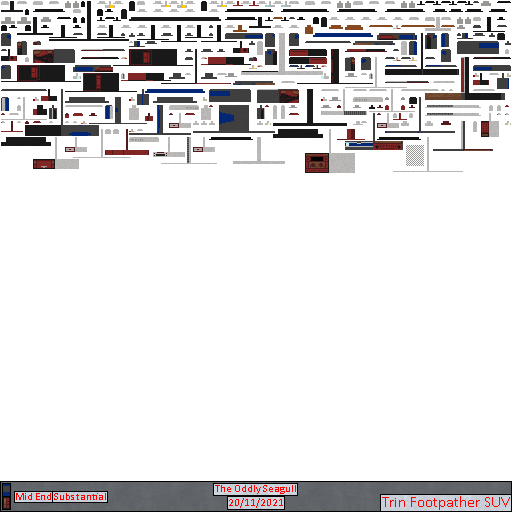 Mid End Substantial
The Oddly Seagull
20/11/2021
Trin Footpather SUV